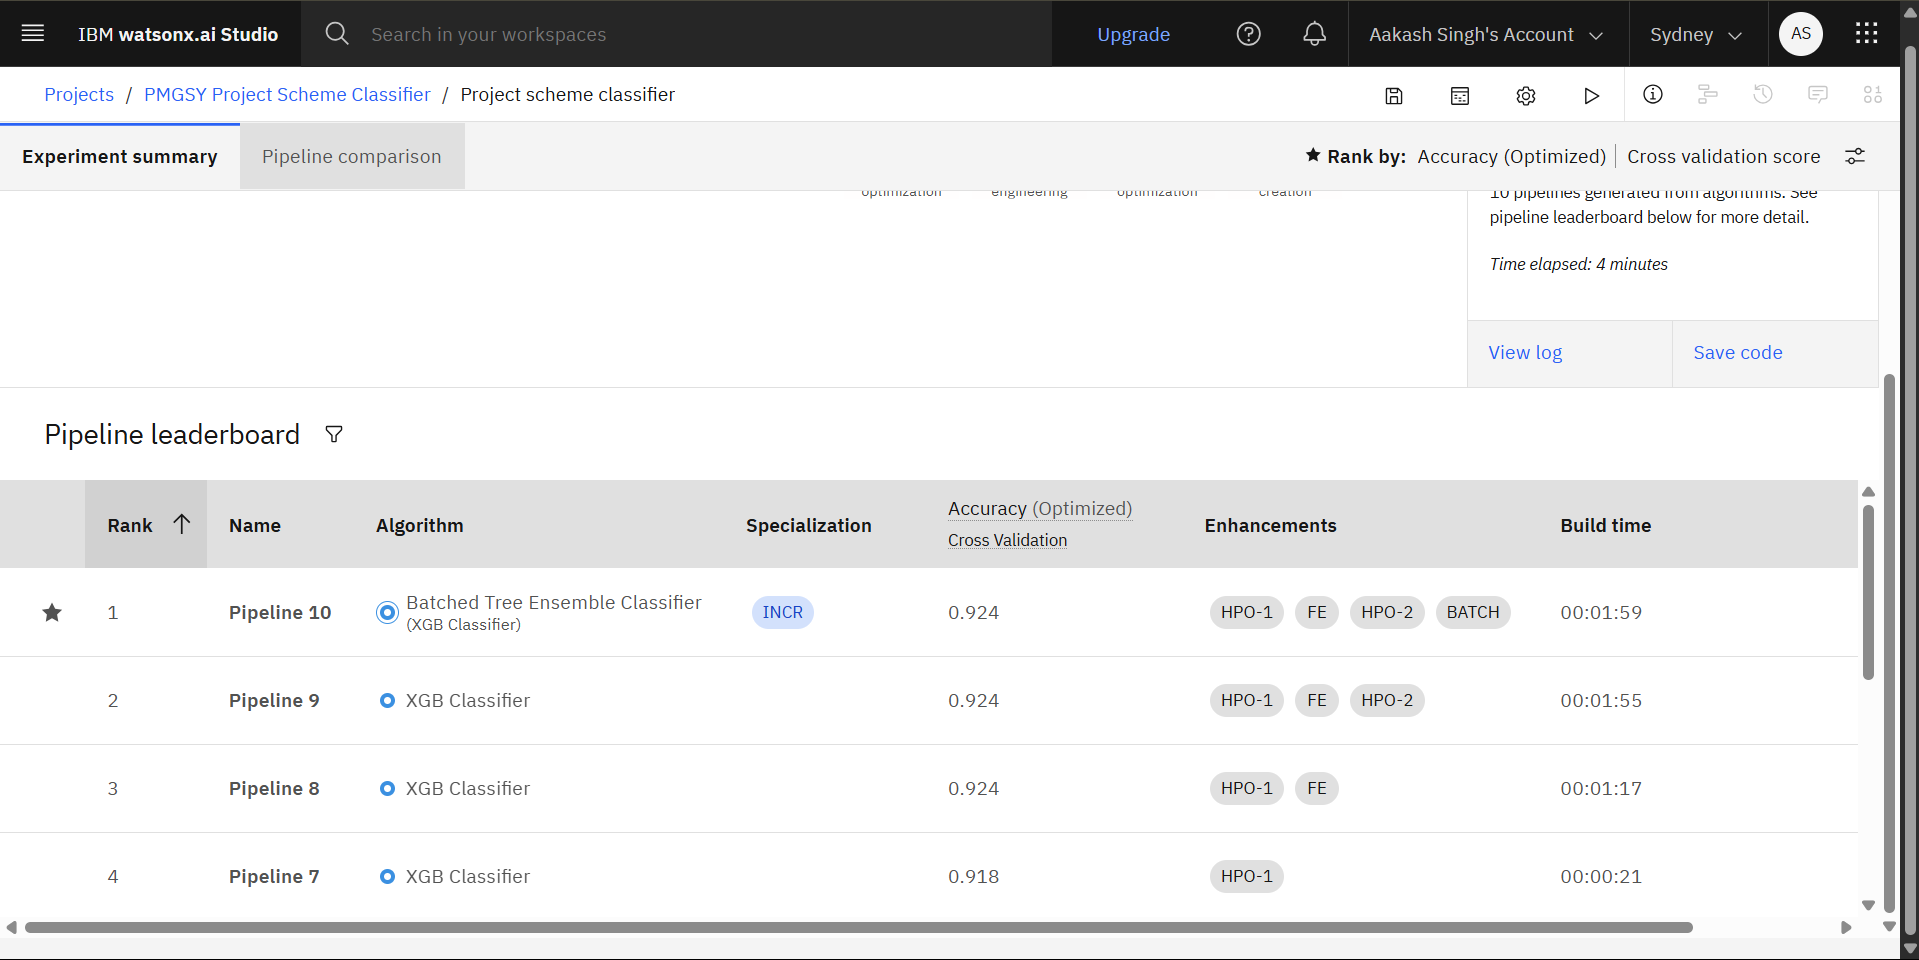 IBM watsonx.ai Studio
Search in your workspaces
Upgrade
Aakash Singh's Account
Sydney
AS
Projects / PMGSY Project Scheme Classifier / Project scheme classifier
Experiment summary
Pipeline comparison
Rank by: Accuracy (Optimized) | Cross validation score
optimization
engineering
optimization
creation
10 pipelines generated from algorithms. See
pipeline leaderboard below for more detail.
Time elapsed: 4 minutes
View log
Save code
Pipeline leaderboard
Rank Name Algorithm Specialization Accuracy (Optimized) Enhancements Build time
Cross Validation
1 Pipeline 10 Batched Tree Ensemble Classifier INCR 0.924 HPO-1 FE HPO-2 BATCH 00:01:59
(XGB Classifier)
2 Pipeline 9 XGB Classifier 0.924 HPO-1 FE HPO-2 00:01:55
3 Pipeline 8 XGB Classifier 0.924 HPO-1 FE 00:01:17
4 Pipeline 7 XGB Classifier 0.918 HPO-1 00:00:21